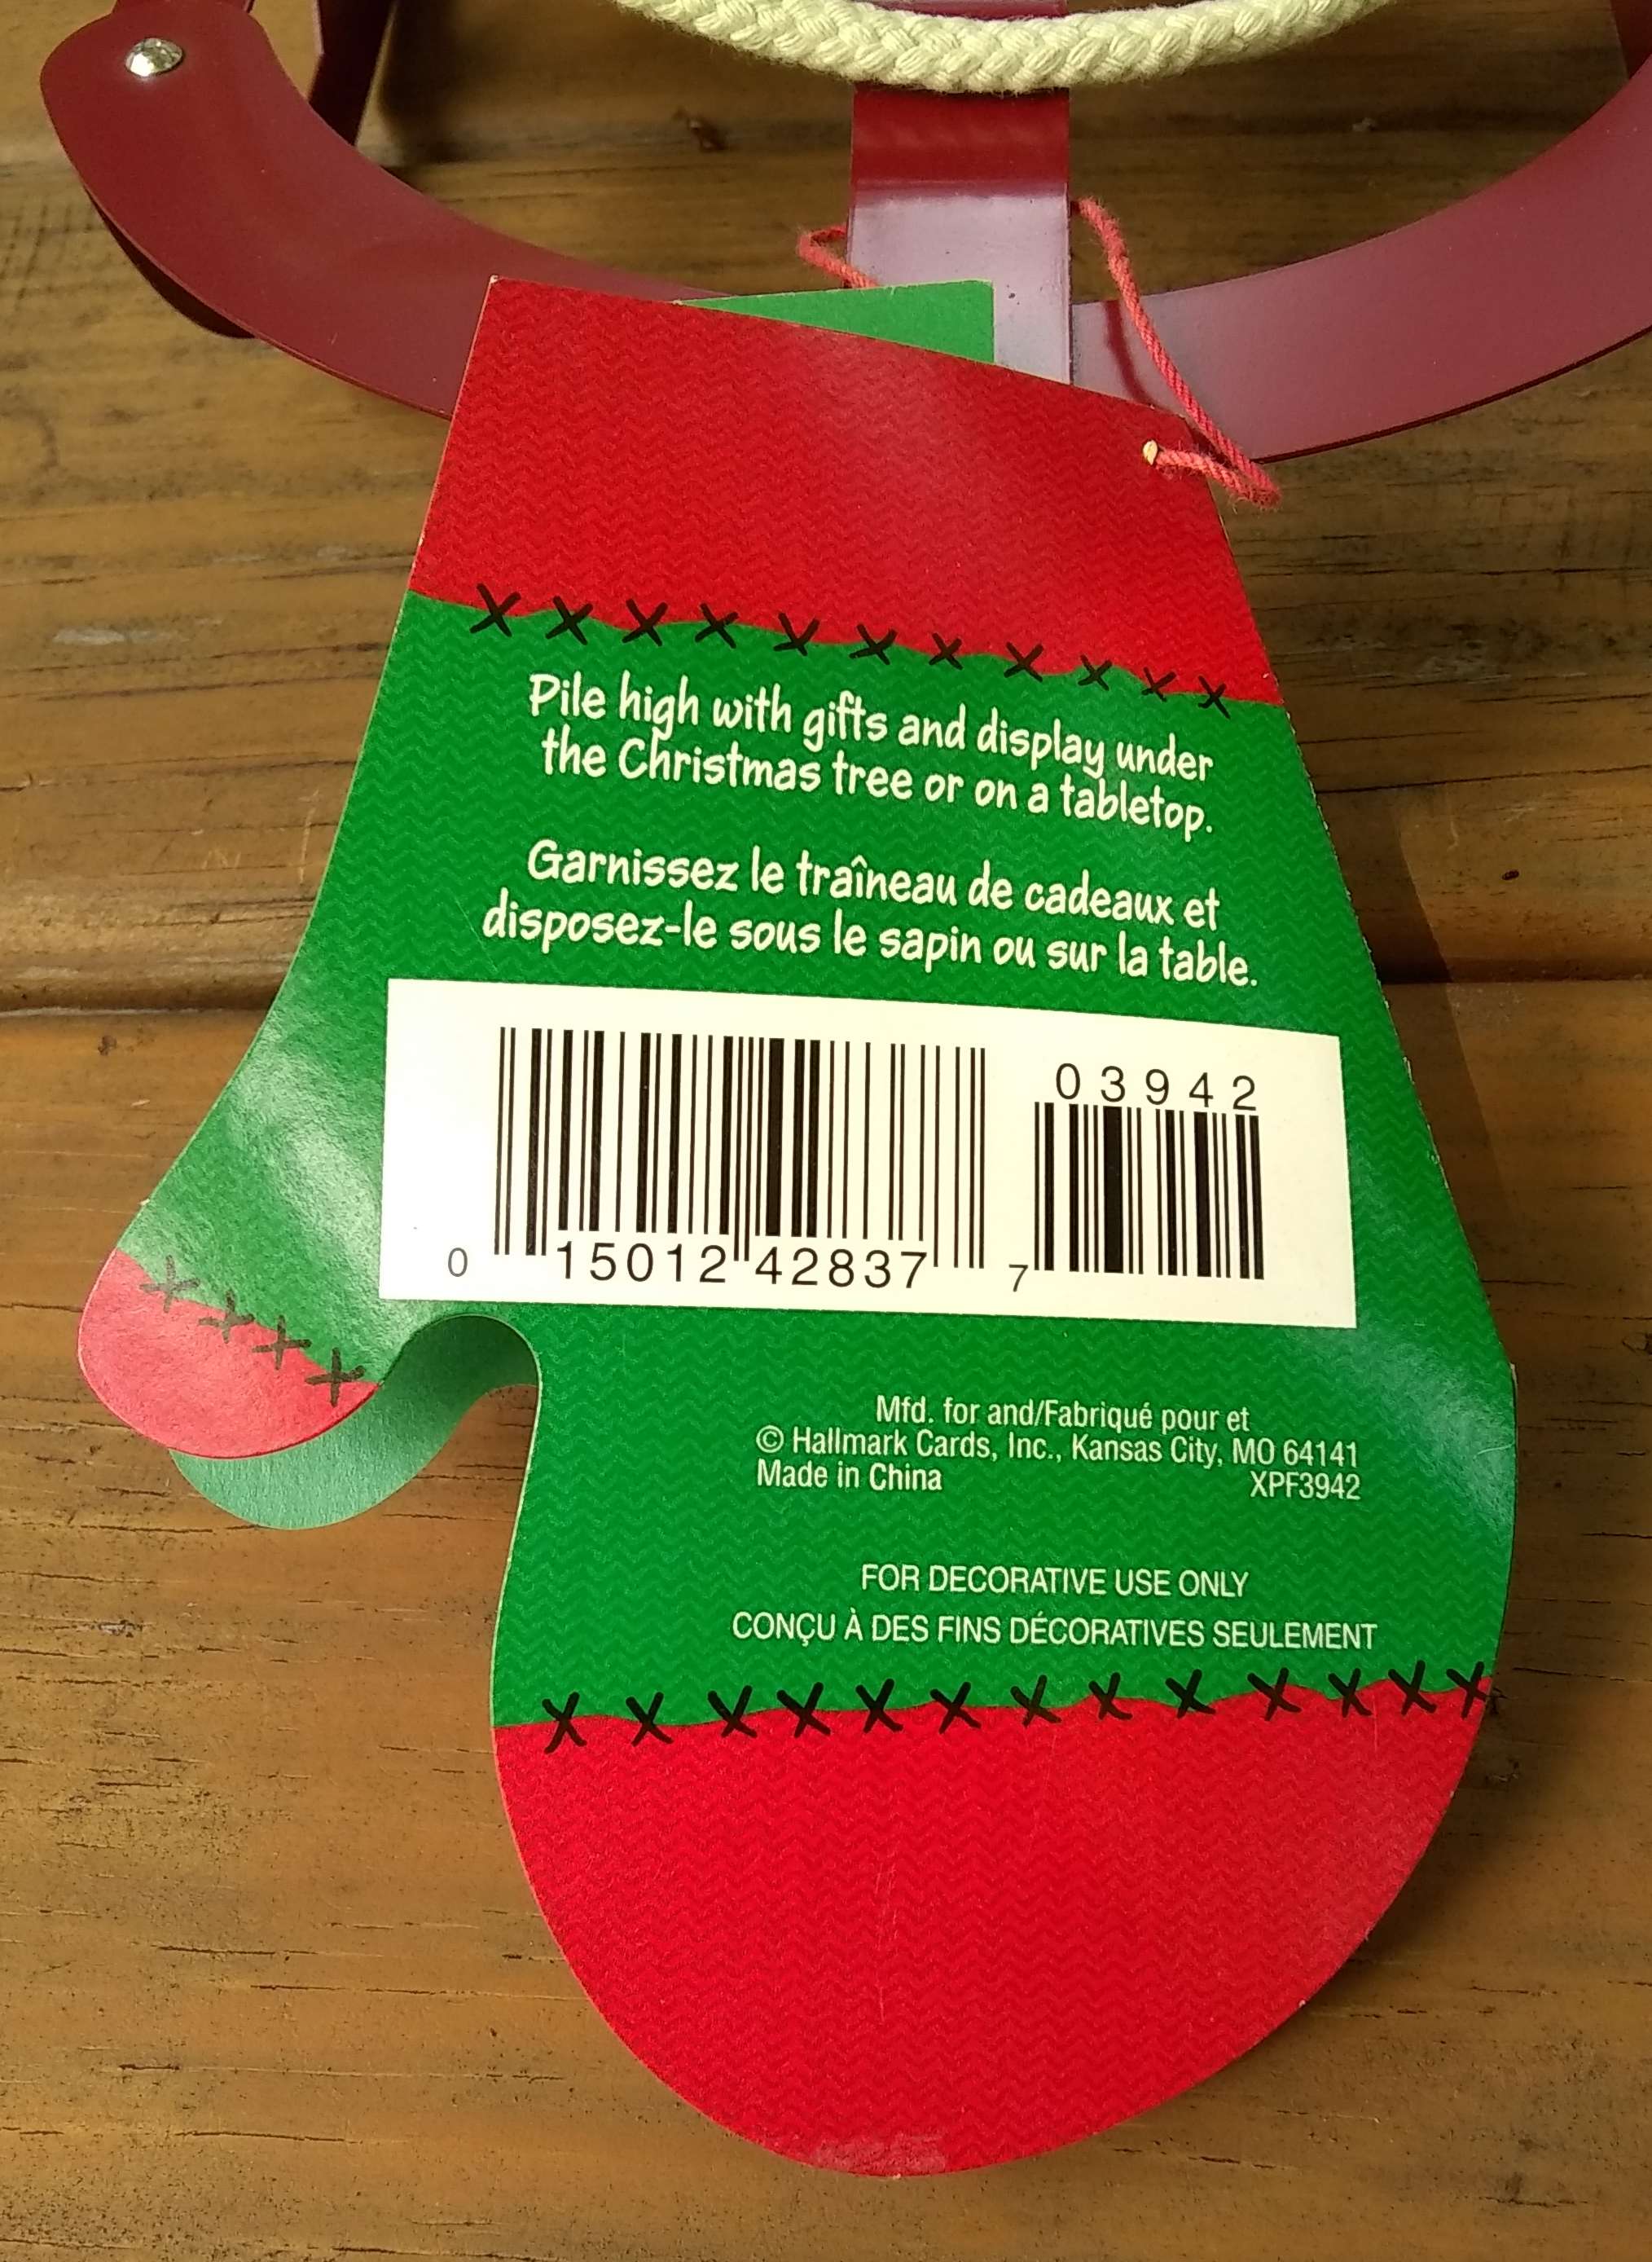 Pile high with gifts and display under
the Christmas tree or on a tabletop.
Garnissez le traîneau de cadeaux et
disposez-le sous le sapin ou sur la table.
03942
0 15012 42837 7
Mfd. for and/Fabriqué pour et
© Hallmark Cards, Inc., Kansas City, MO 64141
Made in China XPF3942
FOR DECORATIVE USE ONLY
CONÇU À DES FINS DÉCORATIVES SEULEMENT